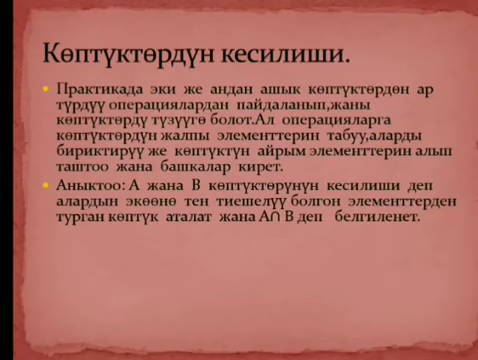 Көптүктөрдүн кесилиши.
• Практикада эки же андан ашык көптүктөрдөн ар
түрдүү операциялардан пайдаланып,жаны
көптүктөрдү түзүүгө болот.Ал операцияларга
көптүктөрдүн жалпы элементтерин табуу,аларды
бириктирүү же көптүктүн айрым элементтерин алып
таштоо жана башкалар кирет.
• Аныктоо: А жана В көптүктөрүнүн кесилиши деп
алардын экөөнө тен тиешелүү болгон элементтерден
турган көптүк аталат жана А∩ В деп белгиленет.